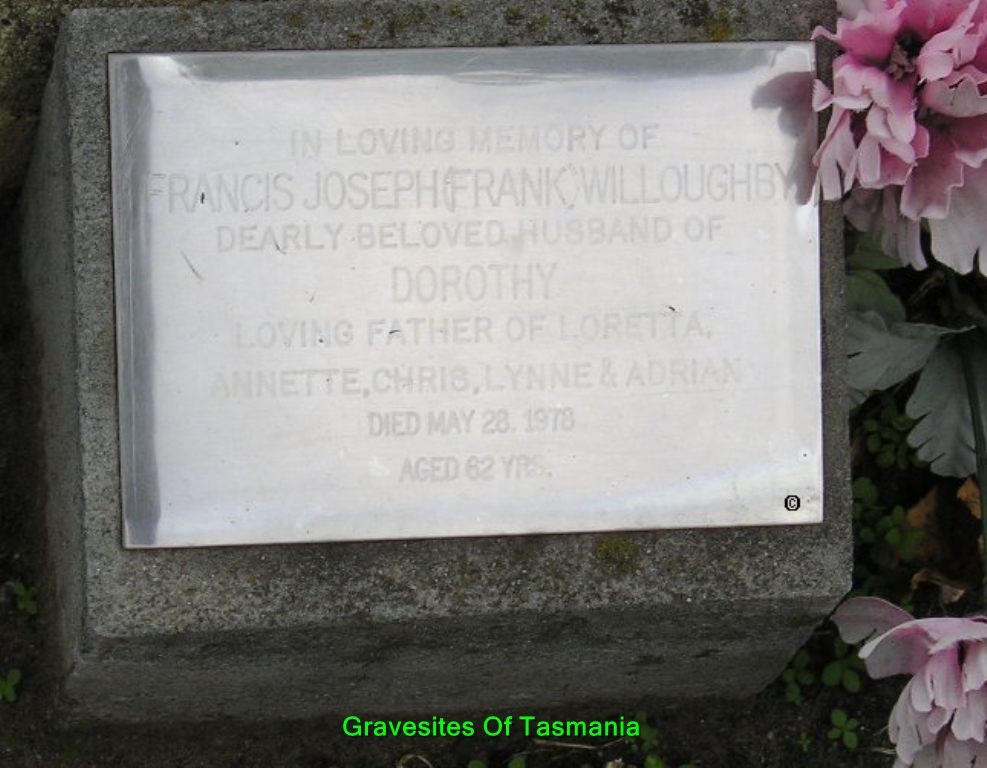 IN LOVING MEMORY OF
FRANCIS JOSEPH (FRANK) WILLOUGHBY
DEARLY BELOVED HUSBAND OF
DOROTHY
LOVING FATHER OF LORETTA,
ANNETTE, CHRIS, LYNNE & ADRIAN
DIED MAY 28. 1978
AGED 62 YRS.
©
Gravesites Of Tasmania